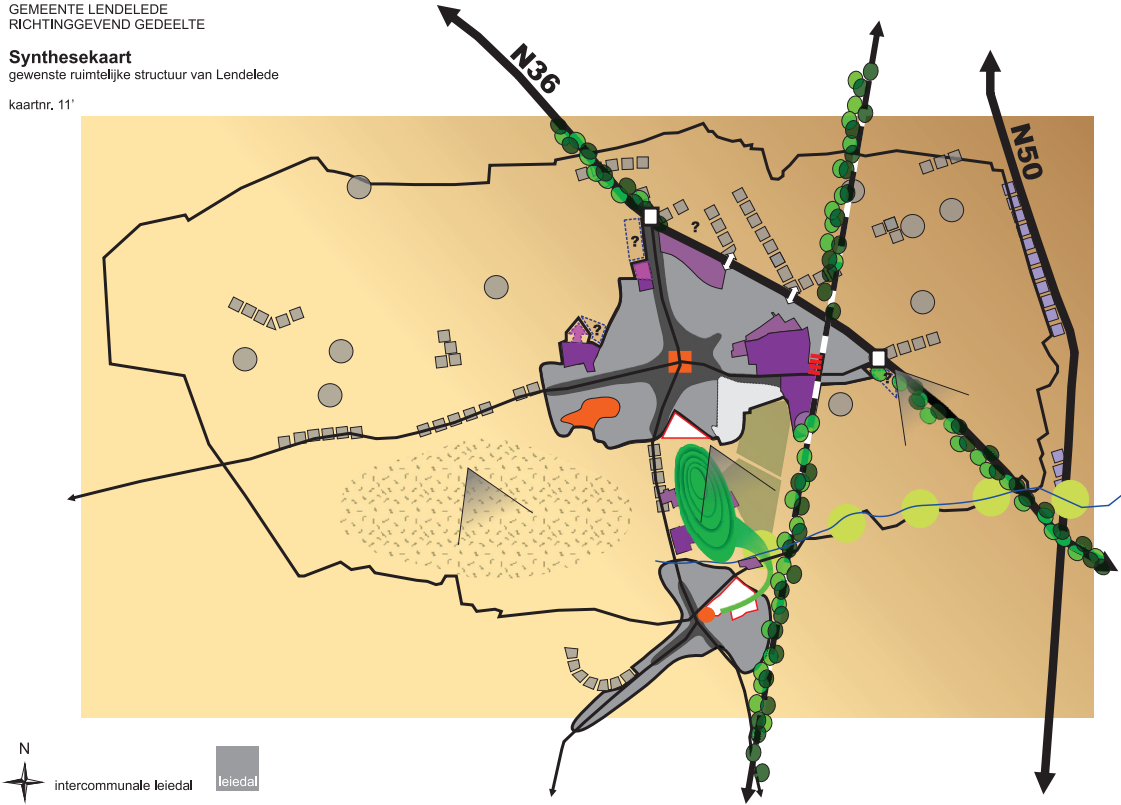 GEMEENTE LENDELEDE
RICHTINGGEVEND GEDEELTE
Synthesekaart
gewenste ruimtelijke structuur van Lendelede
kaartnr. 11'
N36
N50
?
?
?
?
N
intercommunale leiedal
leiedal